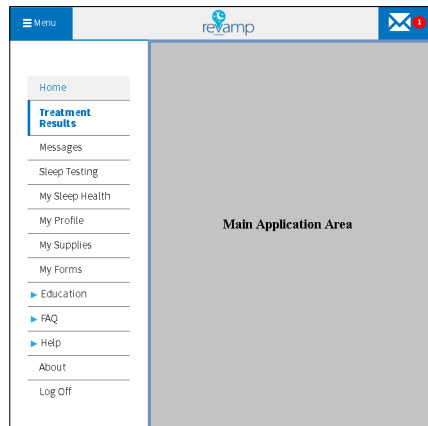 Menu
revamp
1
Home
Treatment
Results
Messages
Sleep Testing
My Sleep Health
My Profile
Main Application Area
My Supplies
My Forms
Education
FAQ
Help
About
Log Off